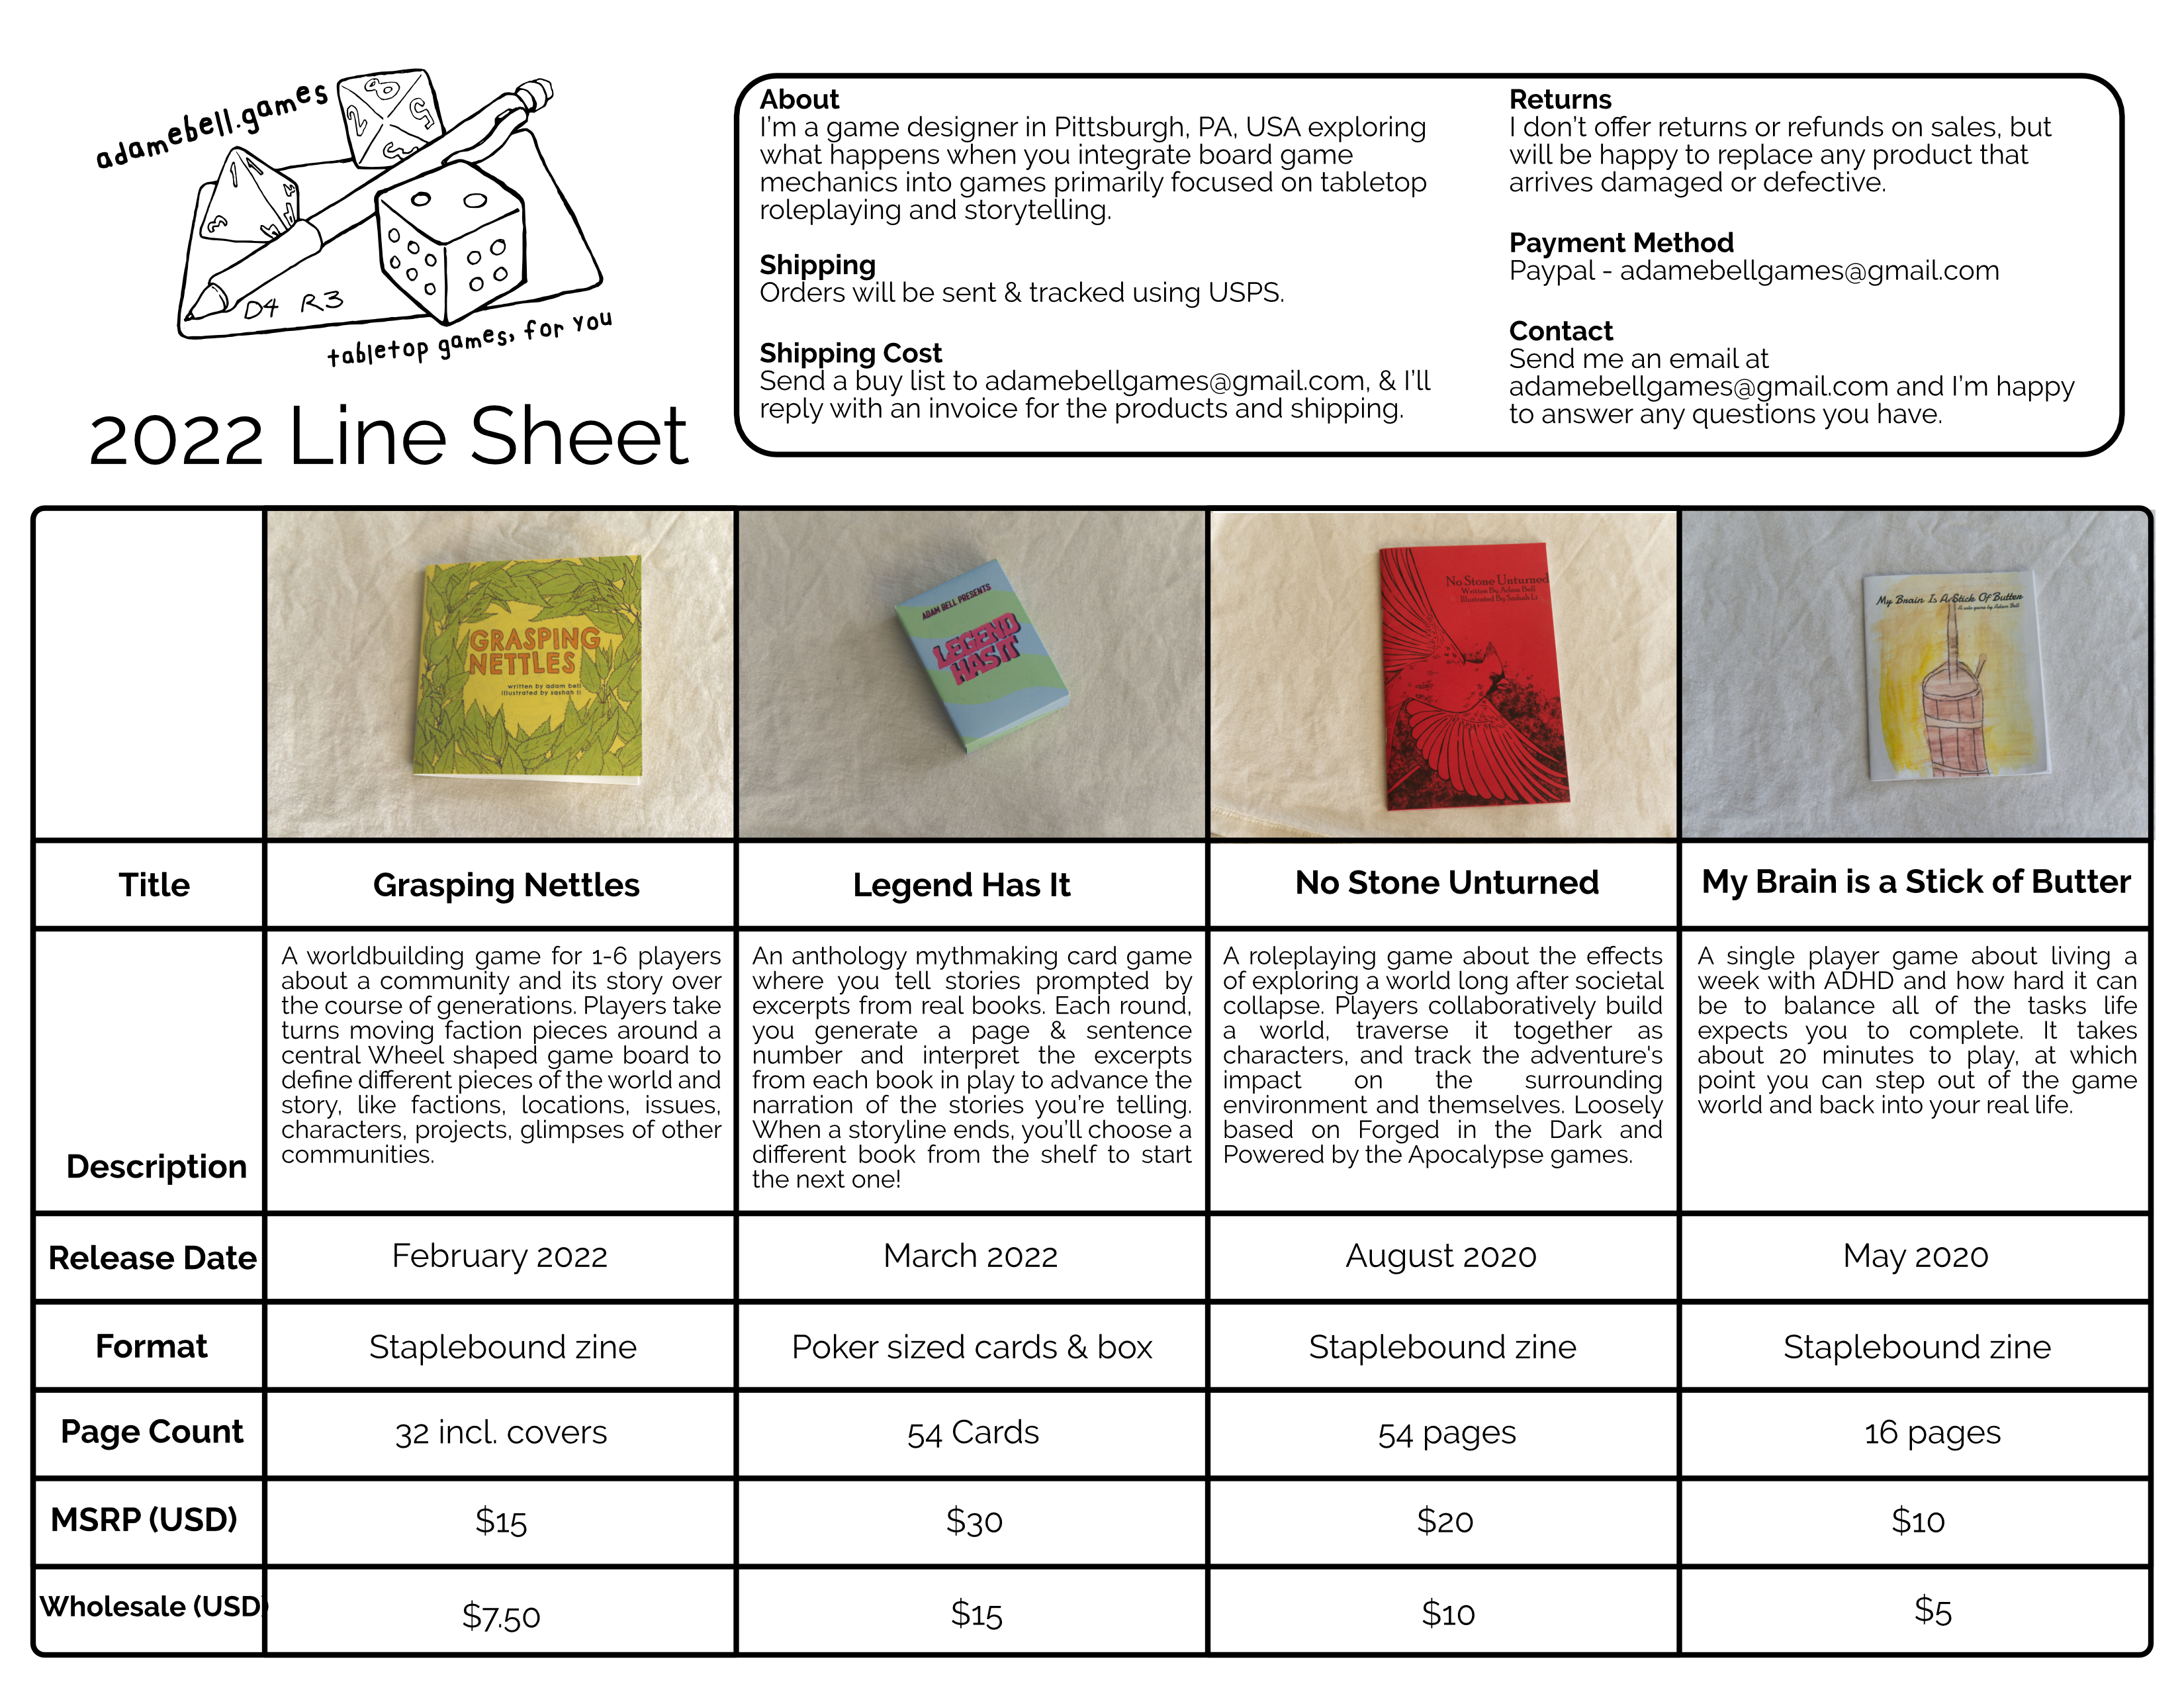 adamebell.games
8
2
5
3
1
1
4
3
4
D4 R3
tabletop games, for you
2022 Line Sheet
About
I'm a game designer in Pittsburgh, PA, USA exploring
what happens when you integrate board game
mechanics into games primarily focused on tabletop
roleplaying and storytelling.
Shipping
Orders will be sent & tracked using USPS.
Shipping Cost
Send a buy list to adamebellgames@gmail.com, & I'll
reply with an invoice for the products and shipping.
Returns
I don't offer returns or refunds on sales, but
will be happy to replace any product that
arrives damaged or defective.
Payment Method
Paypal - adamebellgames@gmail.com
Contact
Send me an email at
adamebellgames@gmail.com and I'm happy
to answer any questions you have.
GRASPING
NETTLES
written by adam bell
illustrated by sashah li
ADAM BELL PRESENTS
LEGEND
HAS IT
No Stone Unturned
Written By Adam Bell
Illustrated By Sashah Li
My Brain Is A Stick Of Butter
A solo game by Adam Bell
Title
Grasping Nettles
Legend Has It
No Stone Unturned
My Brain is a Stick of Butter
Description
A worldbuilding game for 1-6 players
about a community and its story over
the course of generations. Players take
turns moving faction pieces around a
central Wheel shaped game board to
define different pieces of the world and
story, like factions, locations, issues,
characters, projects, glimpses of other
communities.
An anthology mythmaking card game
where you tell stories prompted by
excerpts from real books. Each round,
you generate a page & sentence
number and interpret the excerpts
from each book in play to advance the
narration of the stories you're telling.
When a storyline ends, you'll choose a
different book from the shelf to start
the next one!
A roleplaying game about the effects
of exploring a world long after societal
collapse. Players collaboratively build
a world, traverse it together as
characters, and track the adventure's
impact on the surrounding
environment and themselves. Loosely
based on Forged in the Dark and
Powered by the Apocalypse games.
A single player game about living a
week with ADHD and how hard it can
be to balance all of the tasks life
expects you to complete. It takes
about 20 minutes to play, at which
point you can step out of the game
world and back into your real life.
Release Date
February 2022
March 2022
August 2020
May 2020
Format
Staplebound zine
Poker sized cards & box
Staplebound zine
Staplebound zine
Page Count
32 incl. covers
54 Cards
54 pages
16 pages
MSRP (USD)
$15
$30
$20
$10
Wholesale (USD)
$7.50
$15
$10
$5